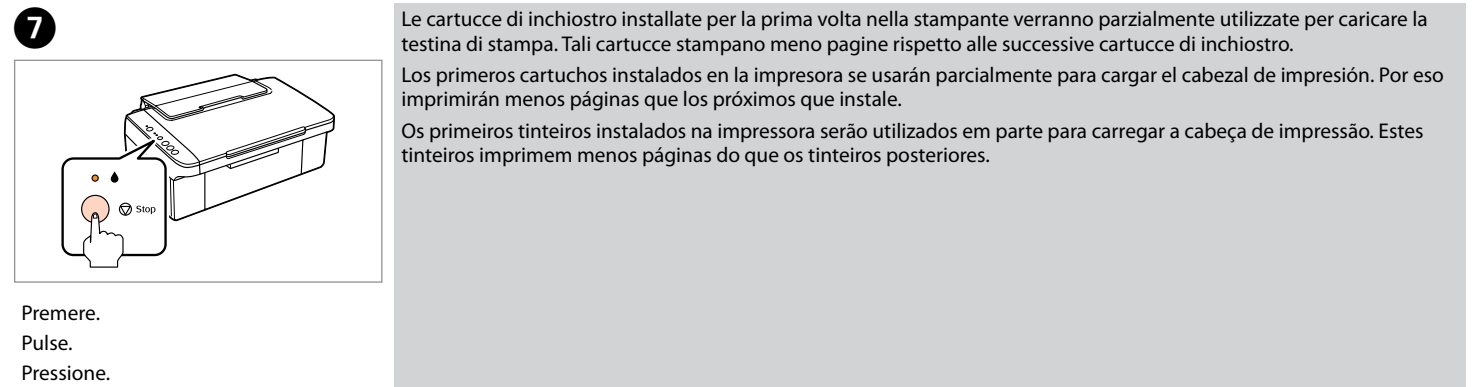 7
Stop
Premere.
Pulse.
Pressione.
Le cartucce di inchiostro installate per la prima volta nella stampante verranno parzialmente utilizzate per caricare la
testina di stampa. Tali cartucce stampano meno pagine rispetto alle successive cartucce di inchiostro.
Los primeros cartuchos instalados en la impresora se usarán parcialmente para cargar el cabezal de impresión. Por eso
imprimirán menos páginas que los próximos que instale.
Os primeiros tinteiros instalados na impressora serão utilizados em parte para carregar a cabeça de impressão. Estes
tinteiros imprimem menos páginas do que os tinteiros posteriores.